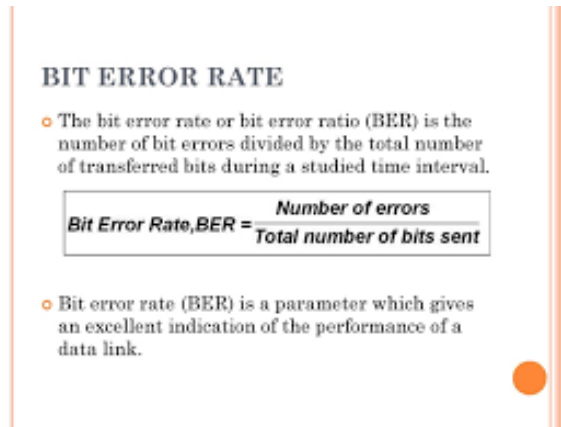 BIT ERROR RATE
The bit error rate or bit error ratio (BER) is the
number of bit errors divided by the total number
of transferred bits during a studied time interval.
Bit Error Rate,BER = Number of errors
Total number of bits sent
Bit error rate (BER) is a parameter which gives
an excellent indication of the performance of a
data link.